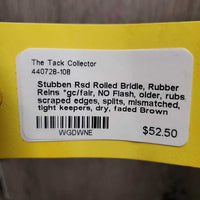 The Tack Collector
440728-108
Stubben Rsd Rolled Bridle, Rubber
Reins *gc/fair, NO Flash, older, rubs
scraped edges, splits, mismatched,
tight keepers, dry, faded Brown
WGDWNE
$52.50